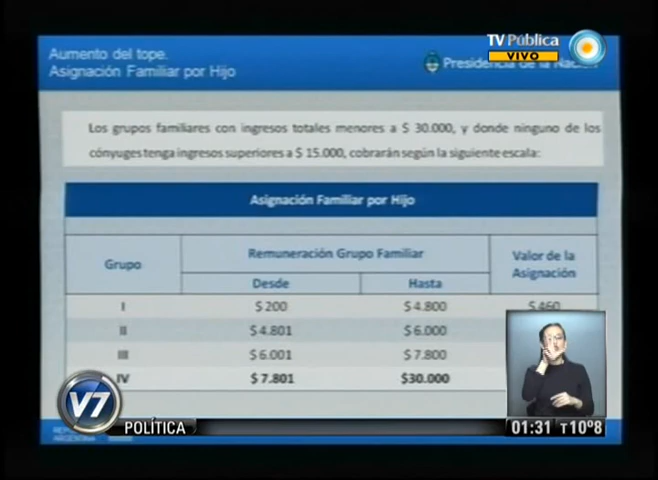 TV Pública
VIVO
Aumento del tope.
Asignación Familiar por Hijo
Presidencia de la Nación
Los grupos familiares con ingresos totales menores a $ 30.000, y donde ninguno de los
cónyuges tenga ingresos superiores a $ 15.000, cobrarán según la siguiente escala:
Asignación Familiar por Hijo
Grupo
Remuneración Grupo Familiar
Valor de la
Asignación
Desde
Hasta
I $ 200 $ 4.800 $ 460
II $ 4.801 $ 6.000
III $ 6.001 $ 7.800
IV $ 7.801 $30.000
V7
POLÍTICA
01:31 T10º8
ARGENTINA